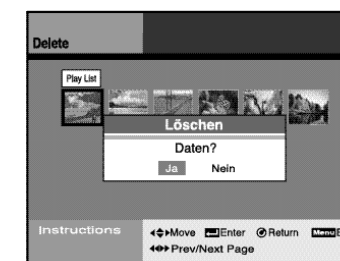 Delete
Play List
Löschen
Daten?
Ja Nein
Instructions
Move Enter Return Menu
Prev/Next Page